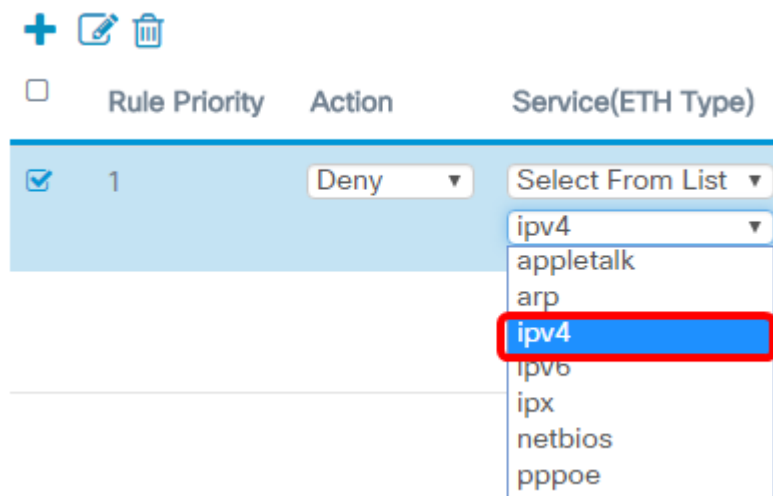 Rule Priority Action Service(ETH Type)
1 Deny Select From List
ipv4
appletalk
arp
ipv4
ipv6
ipx
netbios
pppoe